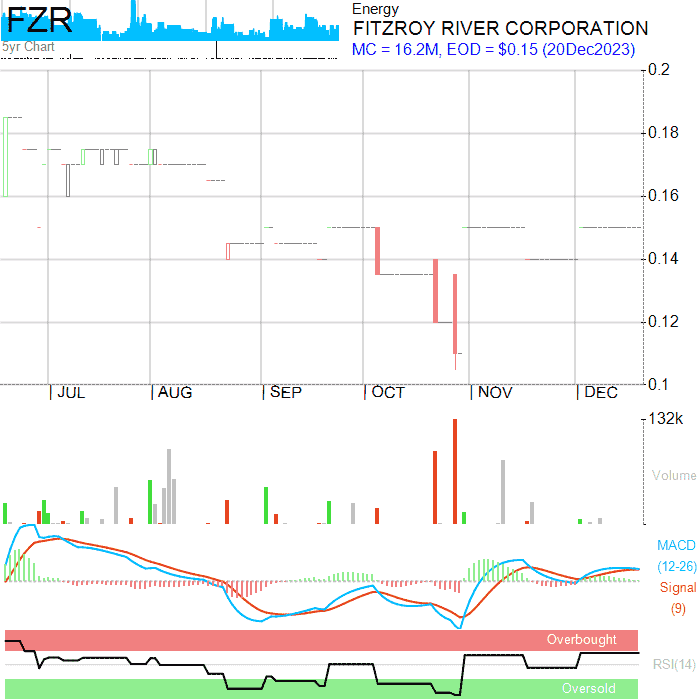 FZR
5yr Chart
Energy
FITZROY RIVER CORPORATION
MC = 16.2M, EOD = $0.15 (20Dec2023)
0.2
0.18
0.16
0.14
0.12
0.1
JUL AUG SEP OCT NOV DEC
132k
Volume
MACD
(12-26)
Signal
(9)
Overbought
RSI(14)
Oversold